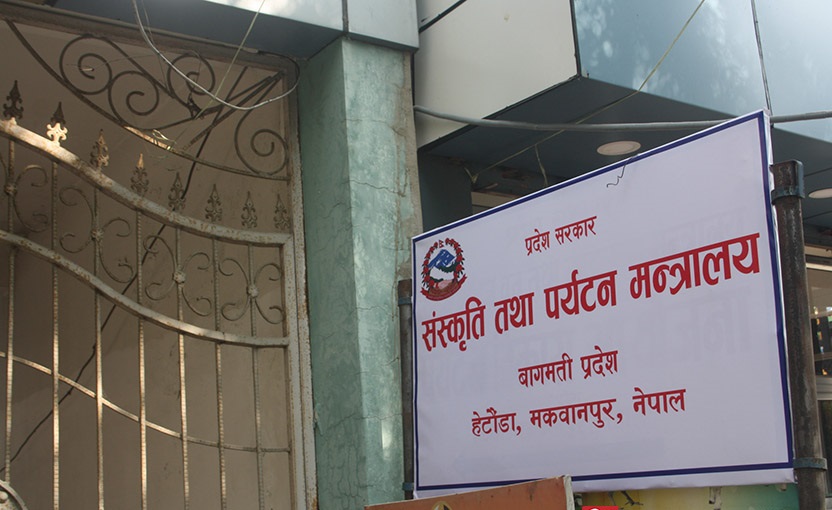 प्रदेश सरकार
संस्कृति तथा पर्यटन मन्त्रालय
बागमती प्रदेश
हेटौंडा, मकवानपुर, नेपाल